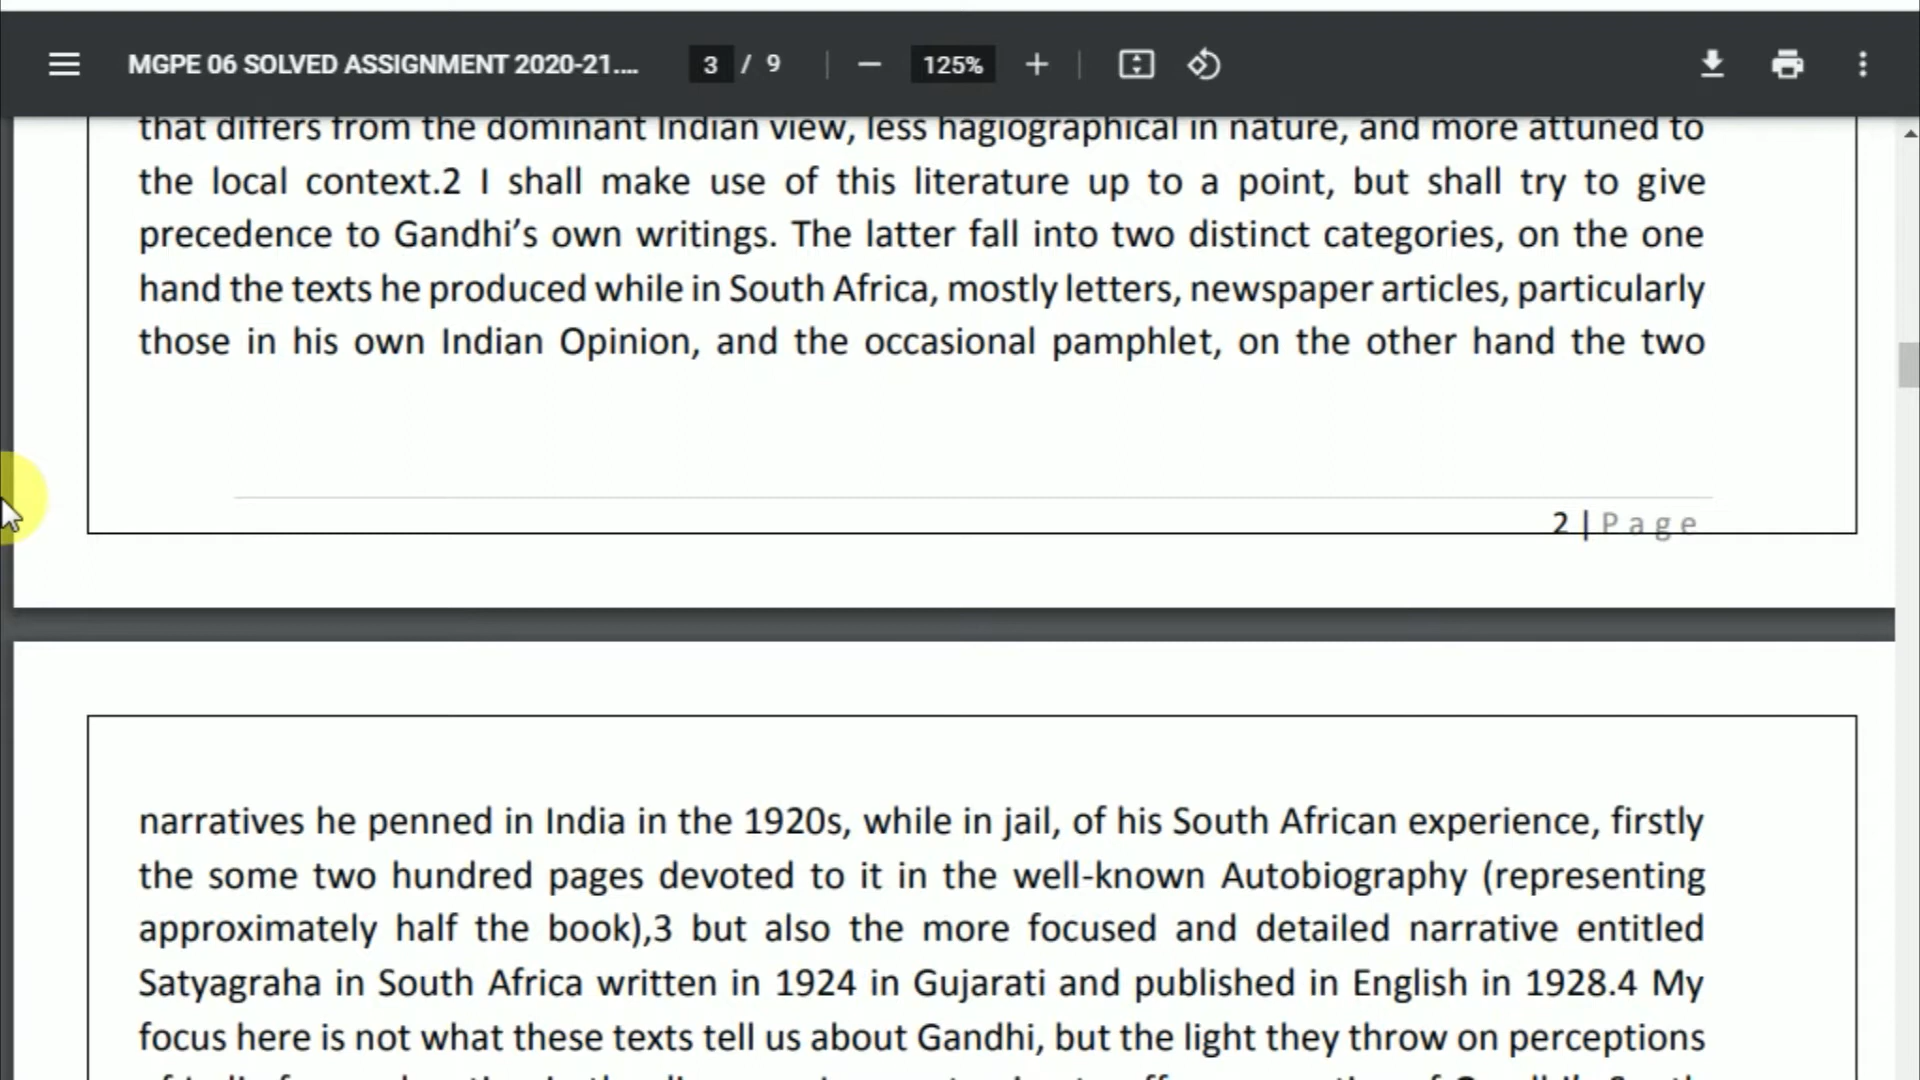 MGPE 06 SOLVED ASSIGNMENT 2020-21.... 3 / 9 125%
that differs from the dominant Indian view, less hagiographical in nature, and more attuned to
the local context.2 I shall make use of this literature up to a point, but shall try to give
precedence to Gandhi's own writings. The latter fall into two distinct categories, on the one
hand the texts he produced while in South Africa, mostly letters, newspaper articles, particularly
those in his own Indian Opinion, and the occasional pamphlet, on the other hand the two
2 | Page
narratives he penned in India in the 1920s, while in jail, of his South African experience, firstly
the some two hundred pages devoted to it in the well-known Autobiography (representing
approximately half the book),3 but also the more focused and detailed narrative entitled
Satyagraha in South Africa written in 1924 in Gujarati and published in English in 1928.4 My
focus here is not what these texts tell us about Gandhi, but the light they throw on perceptions